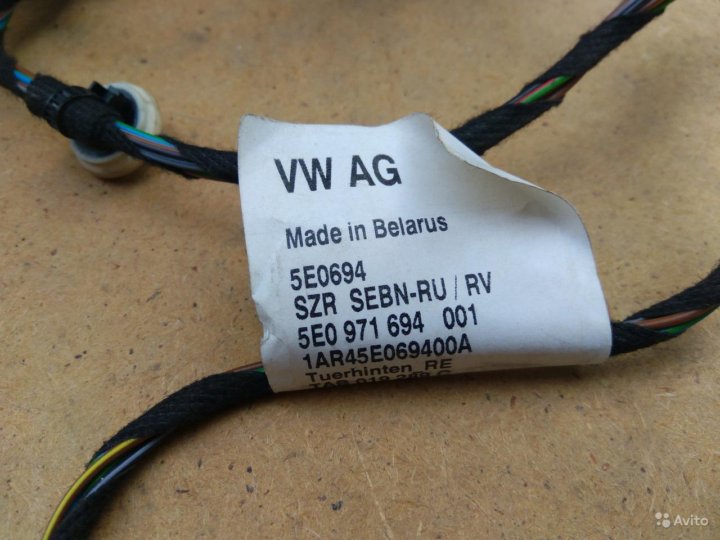 VW AG
Made in Belarus
5E0694
SZR SEBN-RU / RV
5E0 971 694 001
1AR45E069400A
Tuerhinten RE
Avito